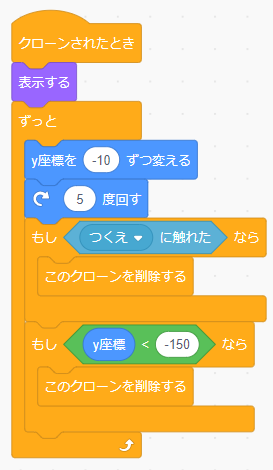 クローンされたとき
表示する
ずっと
y座標を -10 ずつ変える
5 度回す
もし つくえ に触れた なら
このクローンを削除する
もし y座標 < -150 なら
このクローンを削除する